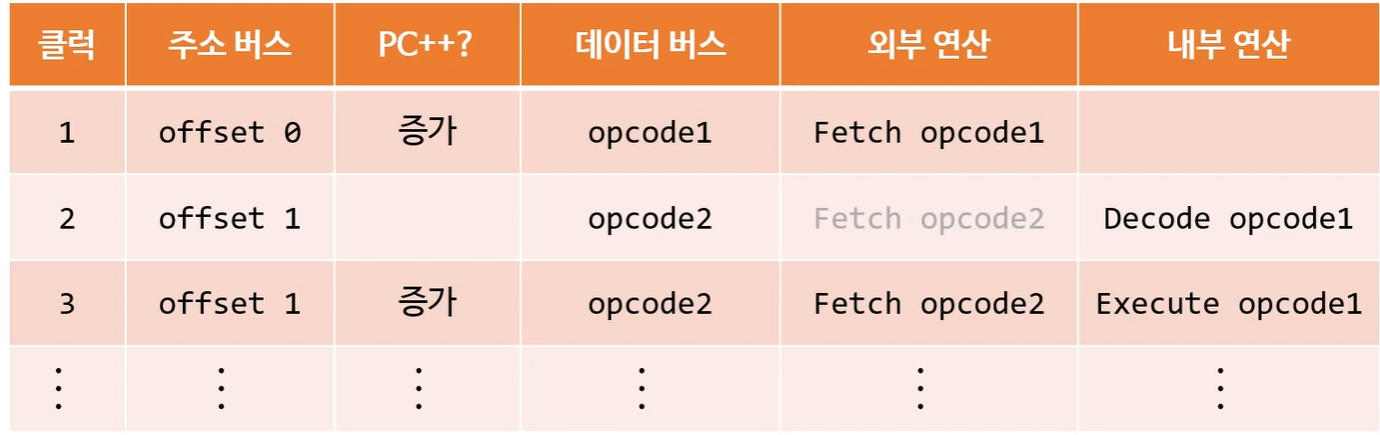 클럭 주소 버스 PC++? 데이터 버스 외부 연산 내부 연산
1 offset 0 증가 opcode1 Fetch opcode1
2 offset 1 opcode2 Fetch opcode2 Decode opcode1
3 offset 1 증가 opcode2 Fetch opcode2 Execute opcode1
⋮ ⋮ ⋮ ⋮ ⋮ ⋮